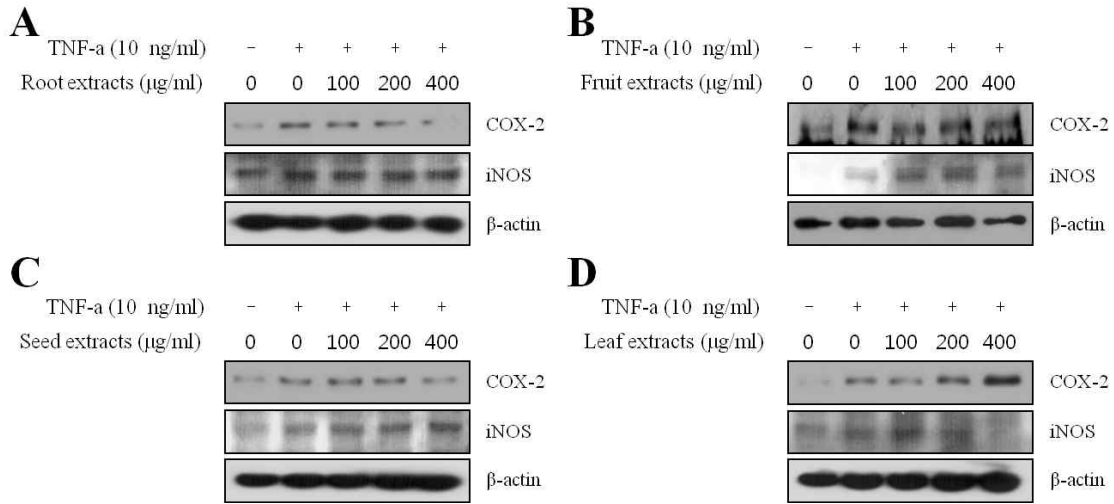 A
TNF-a (10 ng/ml) − + + + +
Root extracts (μg/ml) 0 0 100 200 400
COX-2
iNOS
β-actin
B
TNF-a (10 ng/ml) − + + + +
Fruit extracts (μg/ml) 0 0 100 200 400
COX-2
iNOS
β-actin
C
TNF-a (10 ng/ml) − + + + +
Seed extracts (μg/ml) 0 0 100 200 400
COX-2
iNOS
β-actin
D
TNF-a (10 ng/ml) − + + + +
Leaf extracts (μg/ml) 0 0 100 200 400
COX-2
iNOS
β-actin